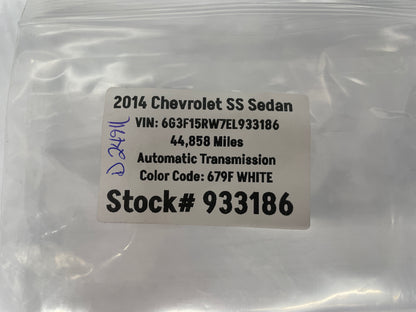 2014 Chevrolet SS Sedan
VIN: 6G3F15RW7EL933186
44,858 Miles
Automatic Transmission
Color Code: 679F WHITE
Stock# 933186